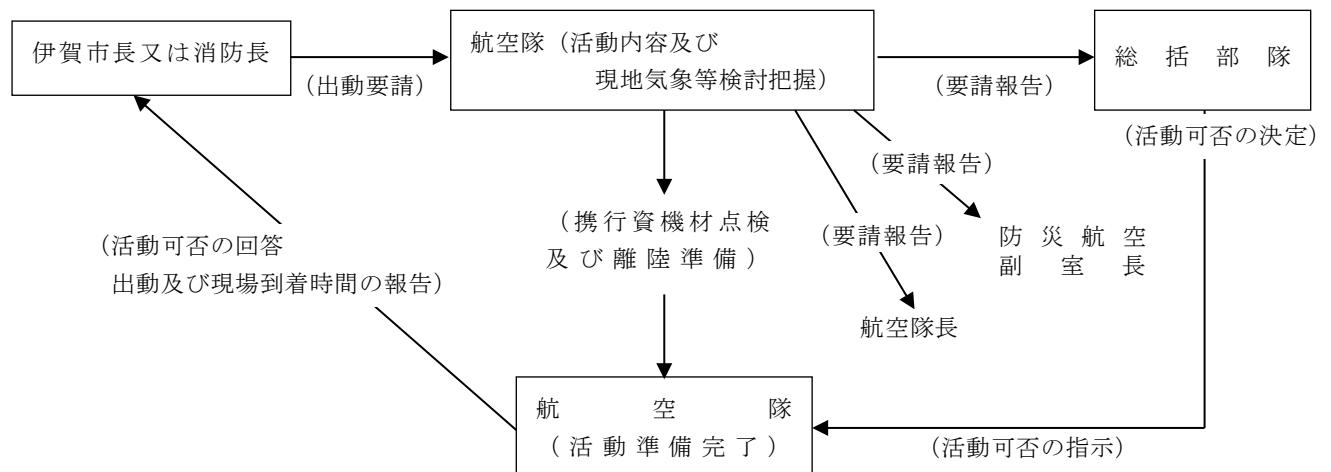 伊賀市長又は消防長
(出動要請)
航空隊(活動内容及び
現地気象等検討把握)
(要請報告)
総括部隊
(活動可否の決定)
(要請報告)
(携行資機材点検
及び離陸準備)
(要請報告)
防災航空
副室長
(活動可否の回答
出動及び現場到着時間の報告)
航空隊長
航空隊
(活動準備完了)
(活動可否の指示)